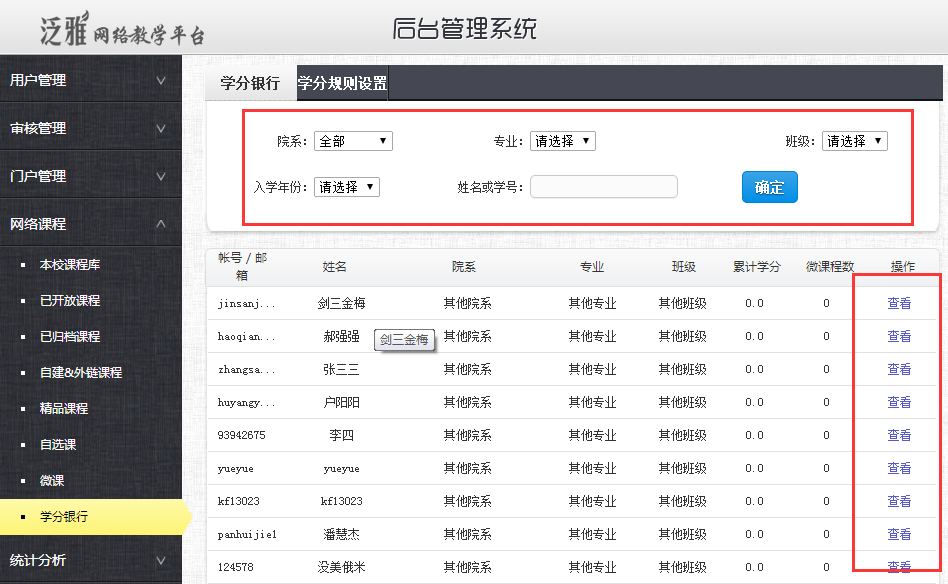 泛雅网络教学平台
后台管理系统
用户管理
审核管理
门户管理
网络课程
本校课程库
已开放课程
已归档课程
自建&外链课程
精品课程
自选课
微课
学分银行
统计分析
学分银行 学分规则设置
院系: 全部 专业: 请选择 班级: 请选择
入学年份: 请选择 姓名或学号: 确定
帐号 / 邮箱 姓名 院系 专业 班级 累计学分 微课程数 操作
jinsanj... 剑三金梅 其他院系 其他专业 其他班级 0.0 0 查看
haoqian... 郝强强 其他院系 其他专业 其他班级 0.0 0 查看
剑三金梅
zhangsa... 张三三 其他院系 其他专业 其他班级 0.0 0 查看
huyangy... 户阳阳 其他院系 其他专业 其他班级 0.0 0 查看
93942675 李四 其他院系 其他专业 其他班级 0.0 0 查看
yueyue yueyue 其他院系 其他专业 其他班级 0.0 0 查看
kf13023 kf13023 其他院系 其他专业 其他班级 0.0 0 查看
panhuijie1 潘慧杰 其他院系 其他专业 其他班级 0.0 0 查看
124578 没美俄米 其他院系 其他专业 其他班级 0.0 0 查看